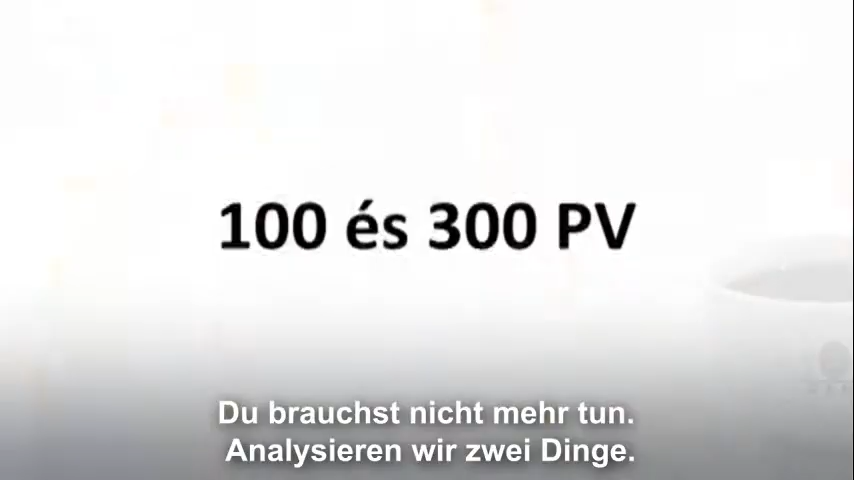 100 és 300 PV
Du brauchst nicht mehr tun.
Analysieren wir zwei Dinge.